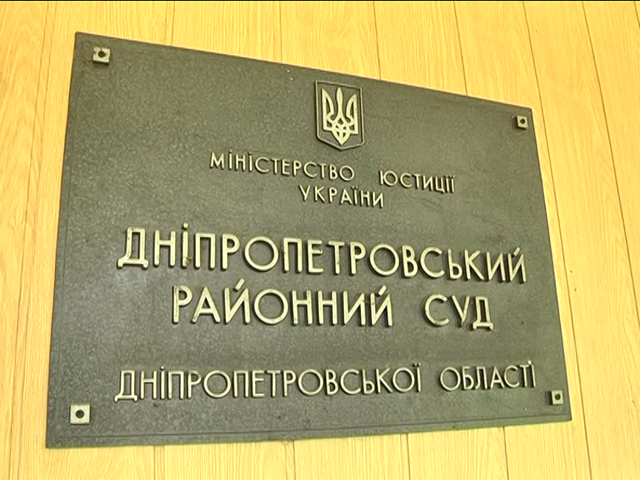 МІНІСТЕРСТВО ЮСТИЦІЇ
УКРАЇНИ
ДНІПРОПЕТРОВСЬКИЙ
РАЙОННИЙ СУД
ДНІПРОПЕТРОВСЬКОЇ ОБЛАСТІ